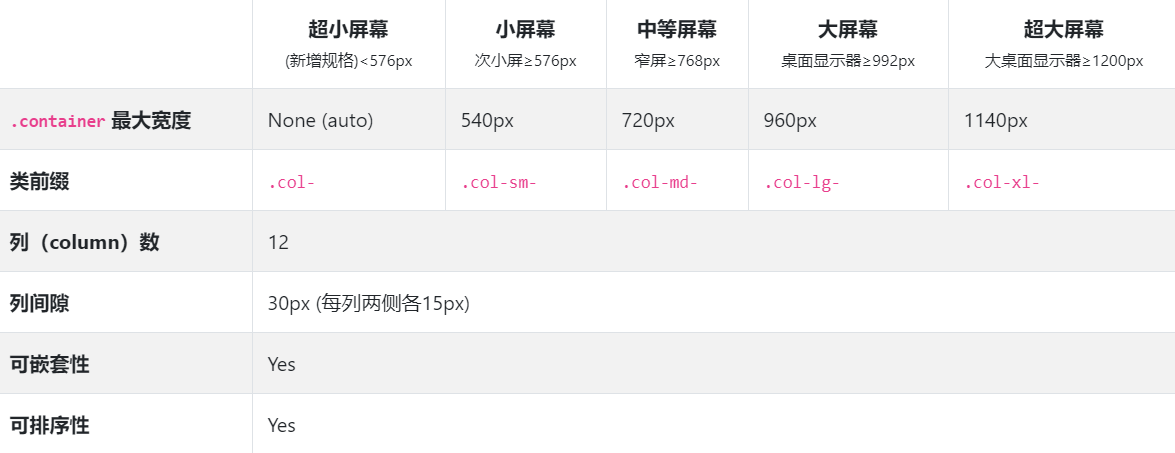 超小屏幕 小屏幕 中等屏幕 大屏幕 超大屏幕
(新增规格)<576px 次小屏≥576px 窄屏≥768px 桌面显示器≥992px 大桌面显示器≥1200px
.container 最大宽度 None (auto) 540px 720px 960px 1140px
类前缀 .col- .col-sm- .col-md- .col-lg- .col-xl-
列（column）数 12
列间隙 30px (每列两侧各15px)
可嵌套性 Yes
可排序性 Yes